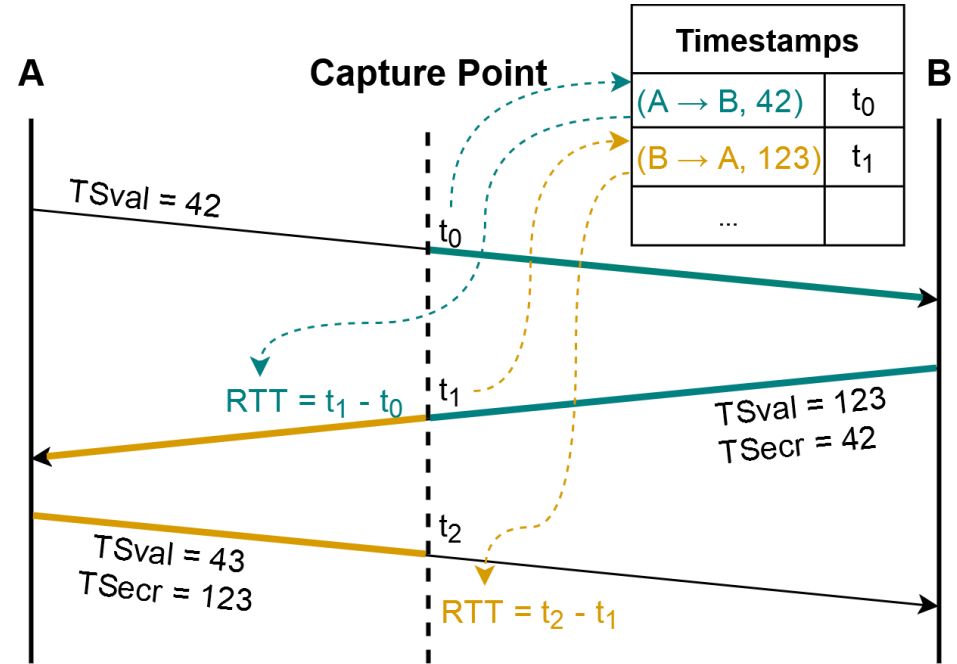 Timestamps
A
Capture Point
B
(A → B, 42)
t0
(B → A, 123)
t1
...
TSval = 42
t0
t1
RTT = t1 - t0
TSval = 123
TSecr = 42
t2
TSval = 43
TSecr = 123
RTT = t2 - t1